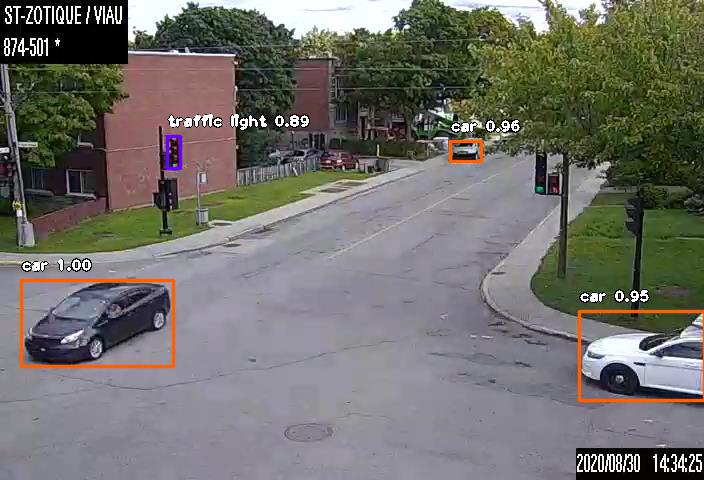 ST-ZOTIQUE / VIAU
874-501 *
traffic light 0.89
car 0.96
car 1.00
car 0.95
2020/08/30 14:34:25